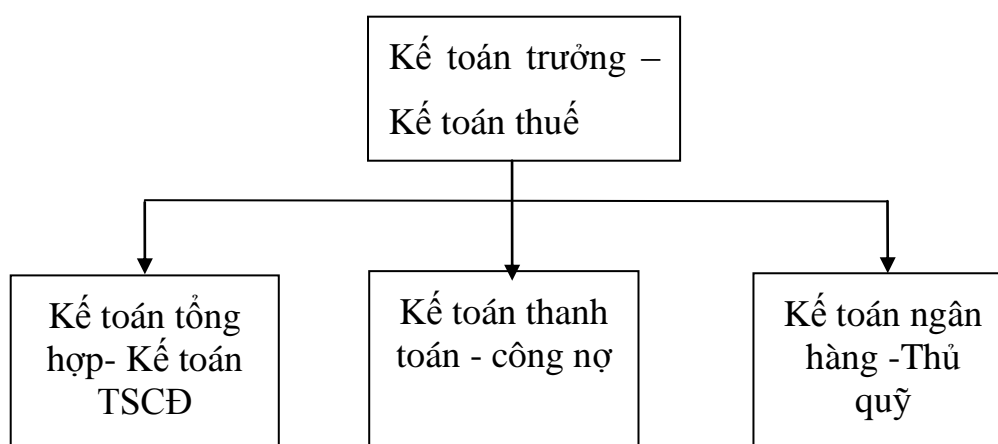 Kế toán trưởng –
Kế toán thuế
Kế toán tổng
hợp- Kế toán
TSCĐ
Kế toán thanh
toán - công nợ
Kế toán ngân
hàng -Thủ
quỹ